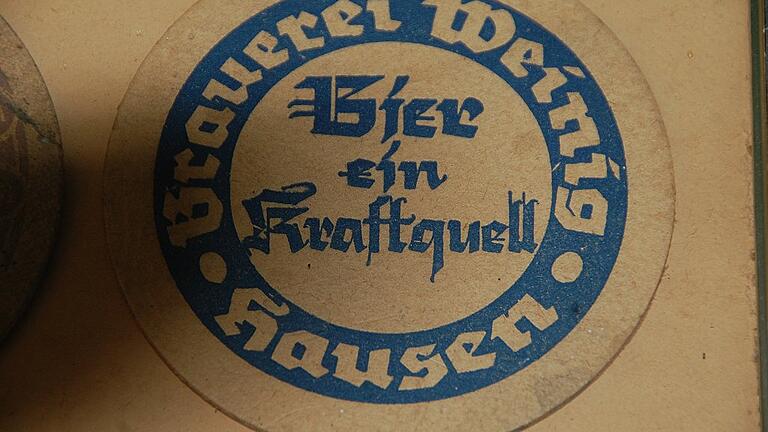 Brauerei Weinig
Bier
ein
Kraftquell
Hausen